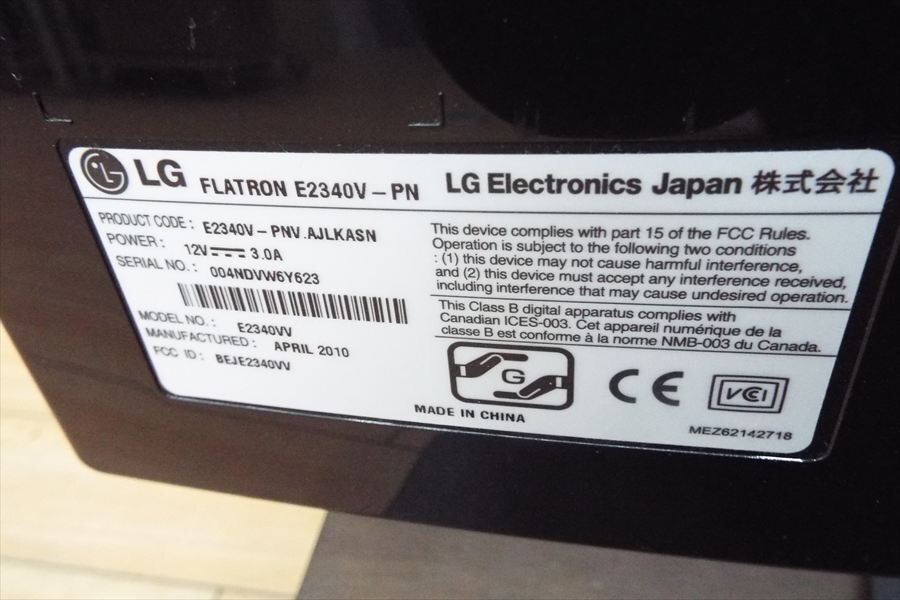 LG FLATRON E2340V-PN LG Electronics Japan 株式会社
PRODUCT CODE : E2340V-PNV.AJLKASN
POWER : 12V 3.0A
SERIAL NO. : 004NDVW6Y623
MODEL NO. : E2340VV
MANUFACTURED : APRIL 2010
FCC ID : BEJE2340VV
This device complies with part 15 of the FCC Rules.
Operation is subject to the following two conditions
: (1) this device may not cause harmful interference,
and (2) this device must accept any interference received,
including interference that may cause undesired operation.
This Class B digital apparatus complies with
Canadian ICES-003. Cet appareil numérique de la
classe B est conforme à la norme NMB-003 du Canada.
G
CE
VCI
MADE IN CHINA
MEZ62142718